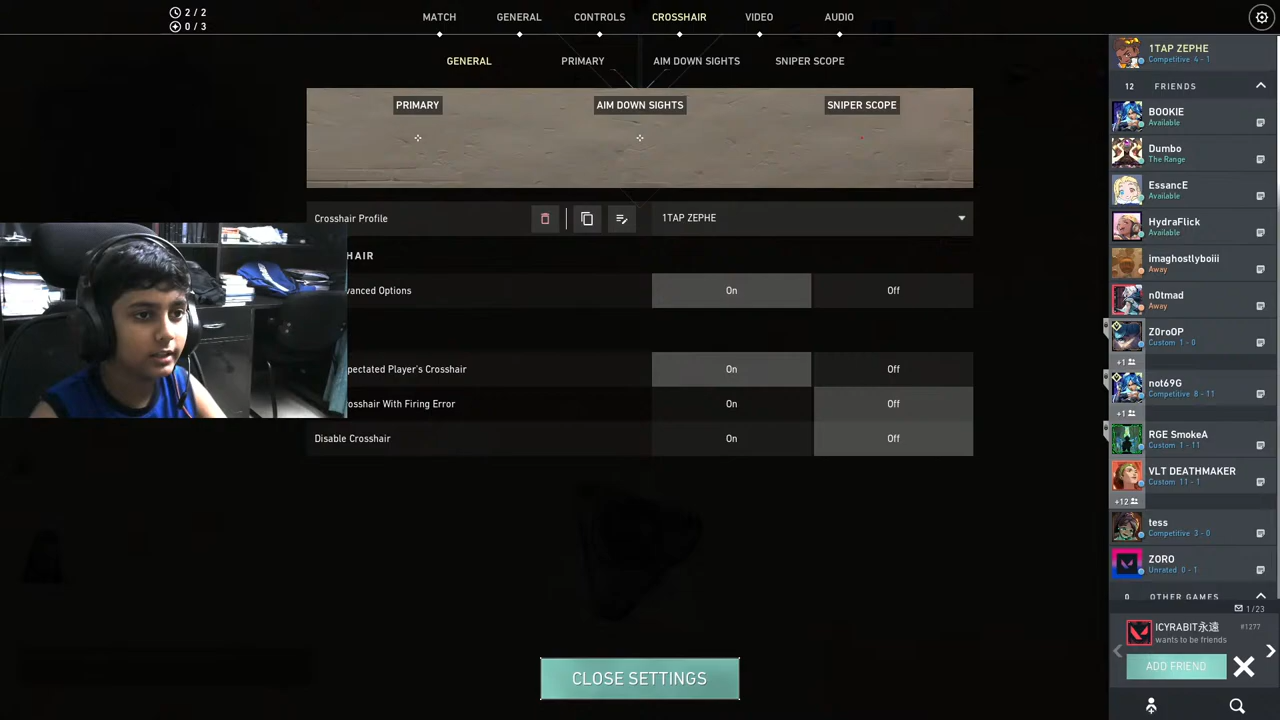 2 / 2
0 / 3
MATCH
GENERAL
CONTROLS
CROSSHAIR
VIDEO
AUDIO
GENERAL
PRIMARY
AIM DOWN SIGHTS
SNIPER SCOPE
PRIMARY
AIM DOWN SIGHTS
SNIPER SCOPE
Crosshair Profile
1TAP ZEPHE
HAIR
vanced Options
On
Off
pectated Player's Crosshair
On
Off
osshair With Firing Error
On
Off
Disable Crosshair
On
Off
CLOSE SETTINGS
1TAP ZEPHE
Competitive 4 - 1
12 FRIENDS
BOOKIE
Available
Dumbo
The Range
EssancE
Available
HydraFlick
Available
imaghostlyboiii
Away
n0tmad
Away
Z0roOP
Custom 1 - 0
+1
not69G
Competitive 8 - 11
+1
RGE SmokeA
Custom 1 - 11
VLT DEATHMAKER
Custom 11 - 1
+12
tess
Competitive 3 - 0
ZORO
Unrated 0 - 1
0 OTHER GAMES
1/23
ICYRABIT永遠 #1277
wants to be friends
ADD FRIEND